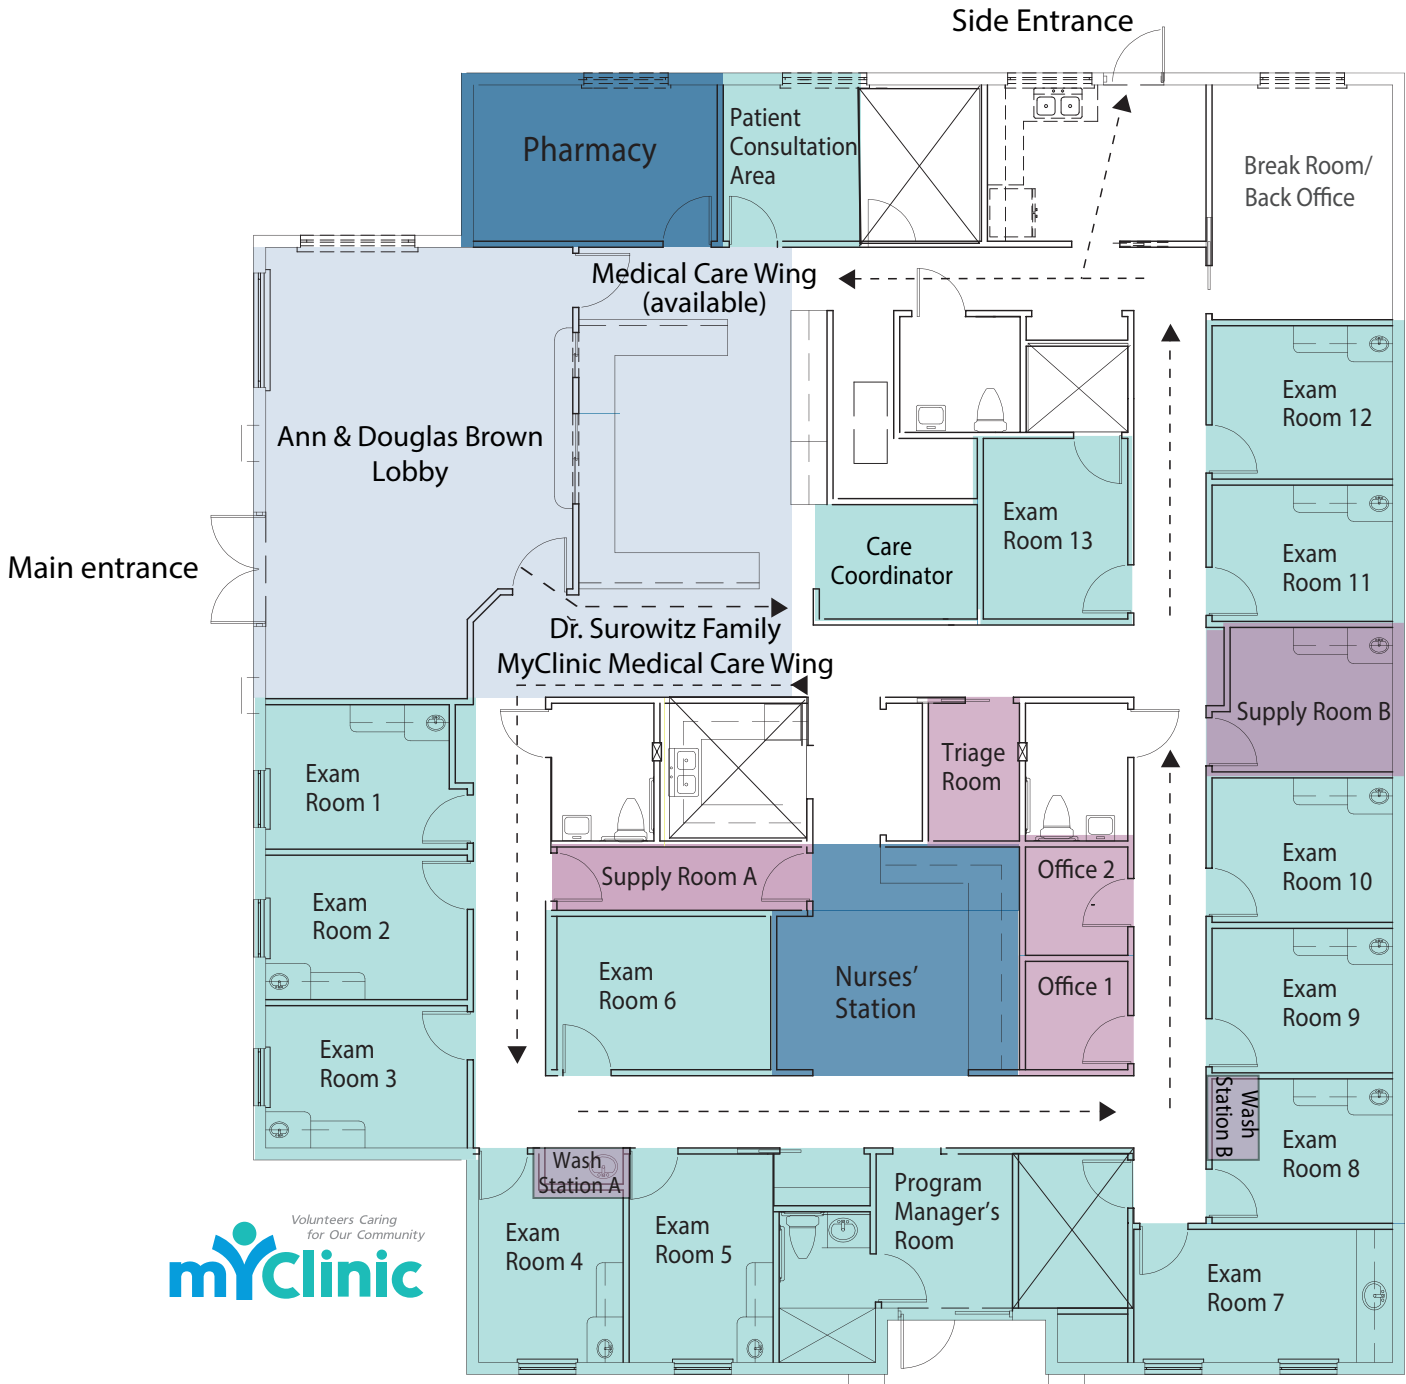 Side Entrance
Pharmacy
Patient
Consultation
Area
Break Room/
Back Office
Medical Care Wing
(available)
Ann & Douglas Brown
Lobby
Main entrance
Exam
Room 12
Exam
Room 13
Care
Coordinator
Exam
Room 11
Dr. Surowitz Family
MyClinic Medical Care Wing
Supply Room B
Triage
Room
Exam
Room 1
Supply Room A
Office 2
Exam
Room 10
Exam
Room 2
Exam
Room 6
Nurses’
Station
Office 1
Exam
Room 9
Exam
Room 3
Wash
Station B
Exam
Room 8
Wash
Station A
Program
Manager’s
Room
Exam
Room 4
Exam
Room 5
Exam
Room 7
Volunteers Caring
for Our Community
myClinic